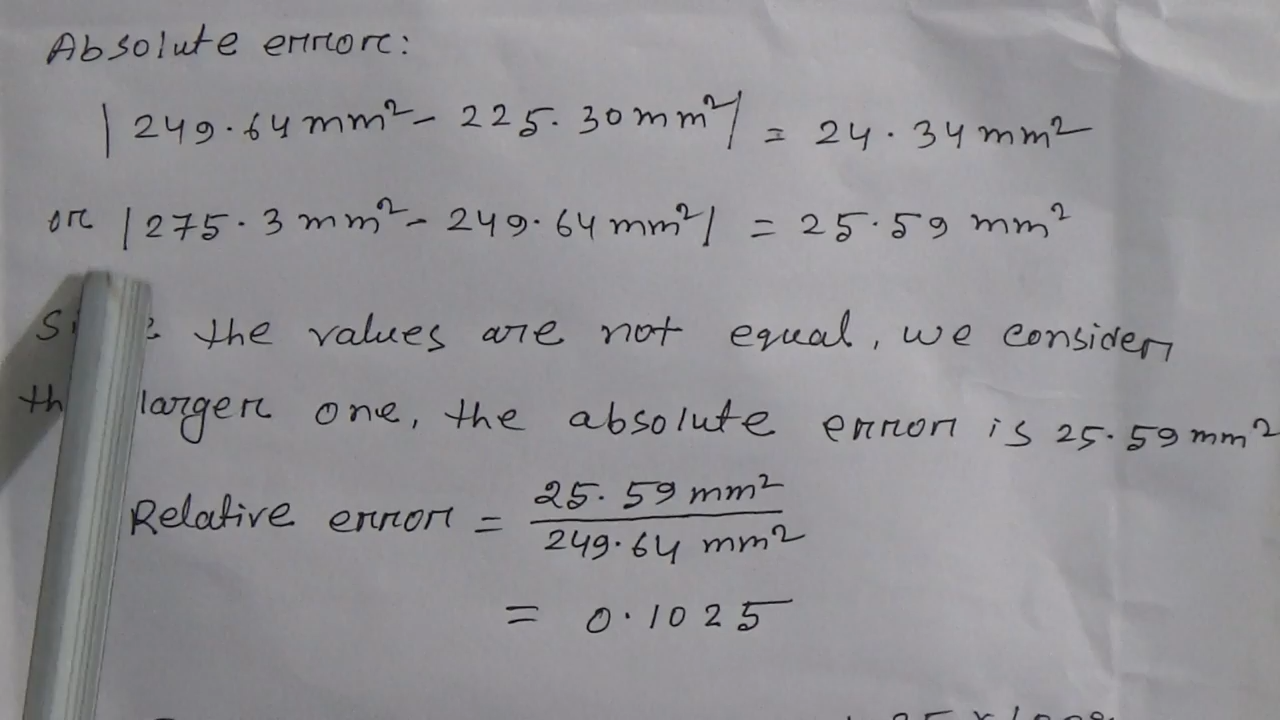 Absolute error:
| 249.64 mm² - 225.30 mm² | = 24.34 mm²
or | 275.3 mm² - 249.64 mm² | = 25.59 mm²
the values are not equal, we consider
larger one, the absolute error is 25.59 mm²
Relative error = 25.59 mm²
249.64 mm²
= 0.1025